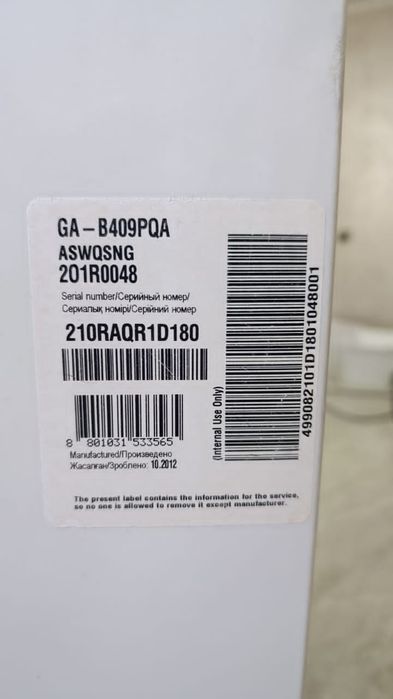 GA-B409PQA
ASWQSNG
201R0048
Serial number/Серийный номер/
Сериалық нөмірі/Серійний номер
210RAQR1D180
8 801031 533565
Manufactured/Произведено
Жасалған/Зроблено: 10.2012
(Internal Use Only)
499082101D1801048001
The present label contains the information for the service,
so no one is allowed to remove it except manufacturer.